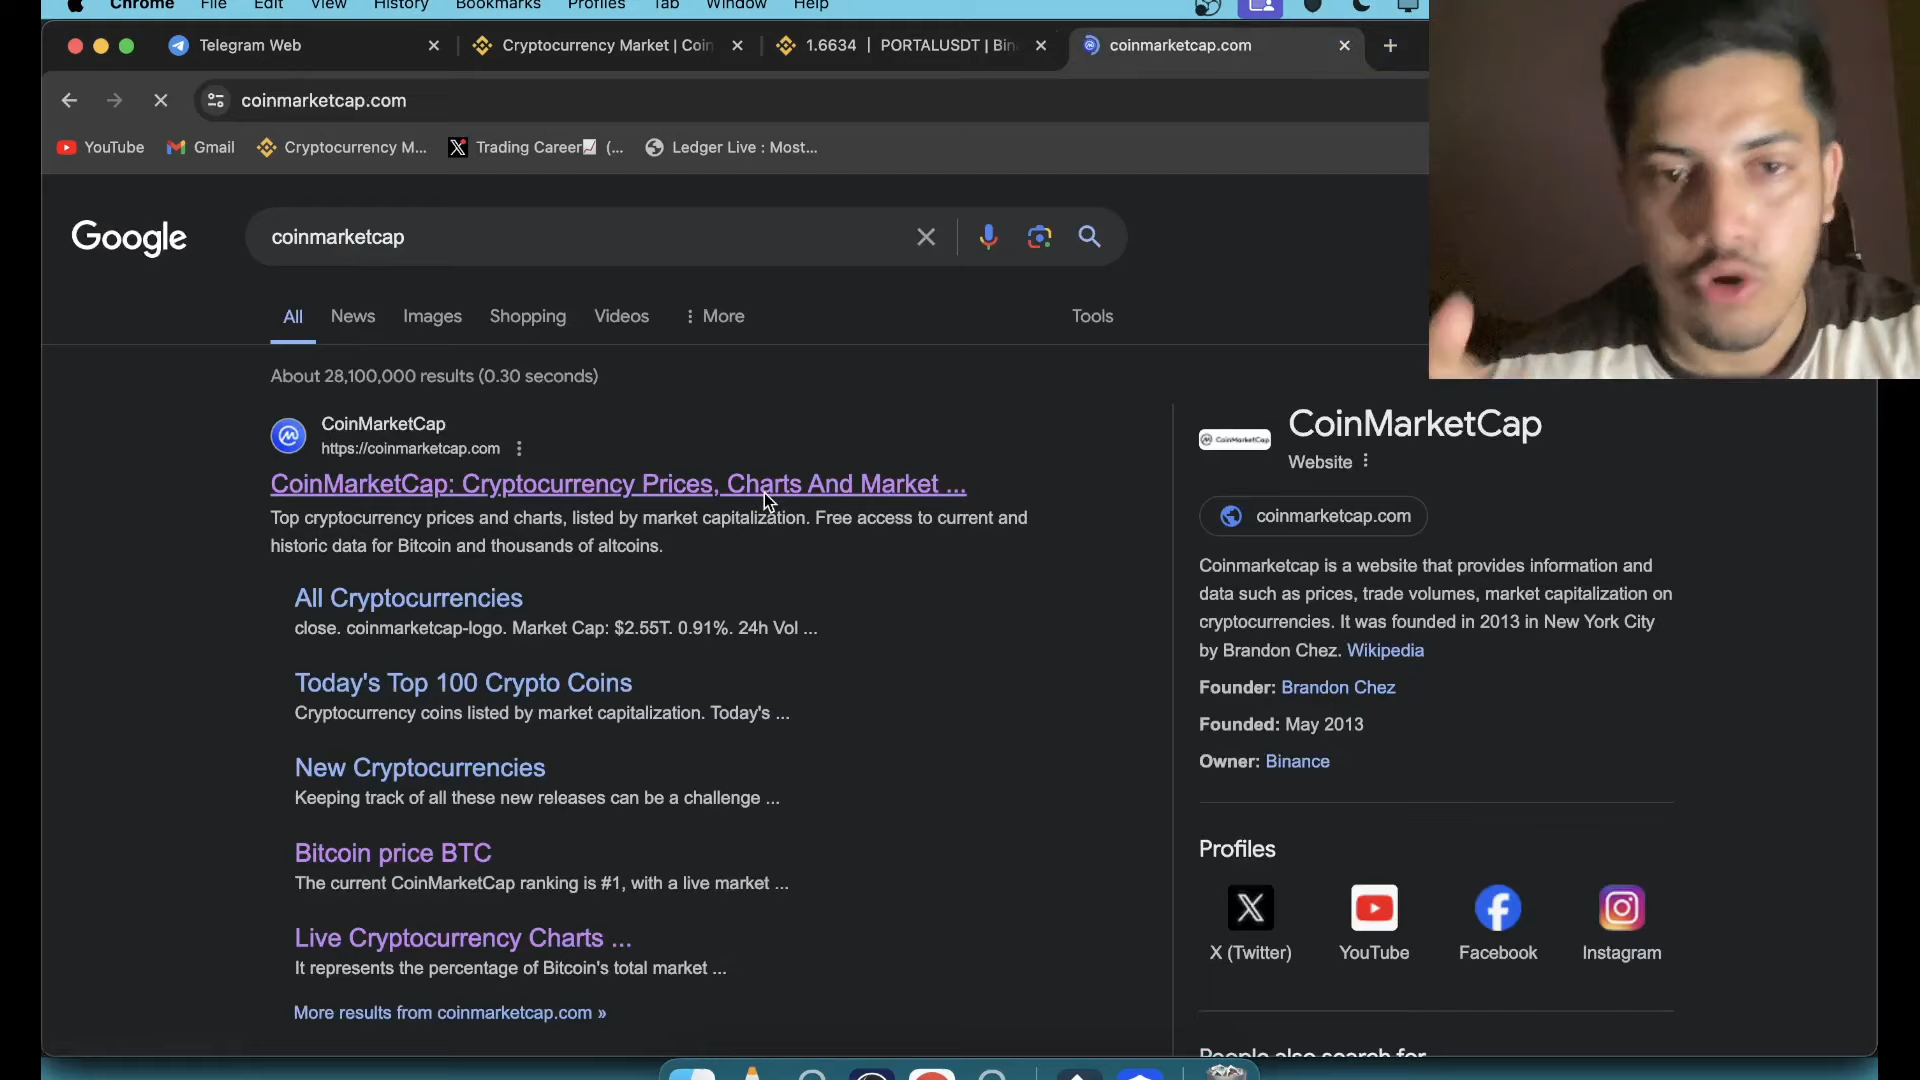 Chrome File Edit View History Bookmarks Profiles Tab Window Help
Telegram Web
Cryptocurrency Market | Coin
1.6634 | PORTALUSDT | Bin
coinmarketcap.com
coinmarketcap.com
YouTube
Gmail
Cryptocurrency M...
Trading Career📈 (...
Ledger Live : Most...
Google
coinmarketcap
All News Images Shopping Videos More Tools
About 28,100,000 results (0.30 seconds)
CoinMarketCap
https://coinmarketcap.com
CoinMarketCap: Cryptocurrency Prices, Charts And Market ...
Top cryptocurrency prices and charts, listed by market capitalization. Free access to current and
historic data for Bitcoin and thousands of altcoins.
All Cryptocurrencies
close. coinmarketcap-logo. Market Cap: $2.55T. 0.91%. 24h Vol ...
Today's Top 100 Crypto Coins
Cryptocurrency coins listed by market capitalization. Today's ...
New Cryptocurrencies
Keeping track of all these new releases can be a challenge ...
Bitcoin price BTC
The current CoinMarketCap ranking is #1, with a live market ...
Live Cryptocurrency Charts ...
It represents the percentage of Bitcoin's total market ...
More results from coinmarketcap.com »
CoinMarketCap
CoinMarketCap
Website
coinmarketcap.com
Coinmarketcap is a website that provides information and
data such as prices, trade volumes, market capitalization on
cryptocurrencies. It was founded in 2013 in New York City
by Brandon Chez. Wikipedia
Founder: Brandon Chez
Founded: May 2013
Owner: Binance
Profiles
X (Twitter)
YouTube
Facebook
Instagram
People also search for